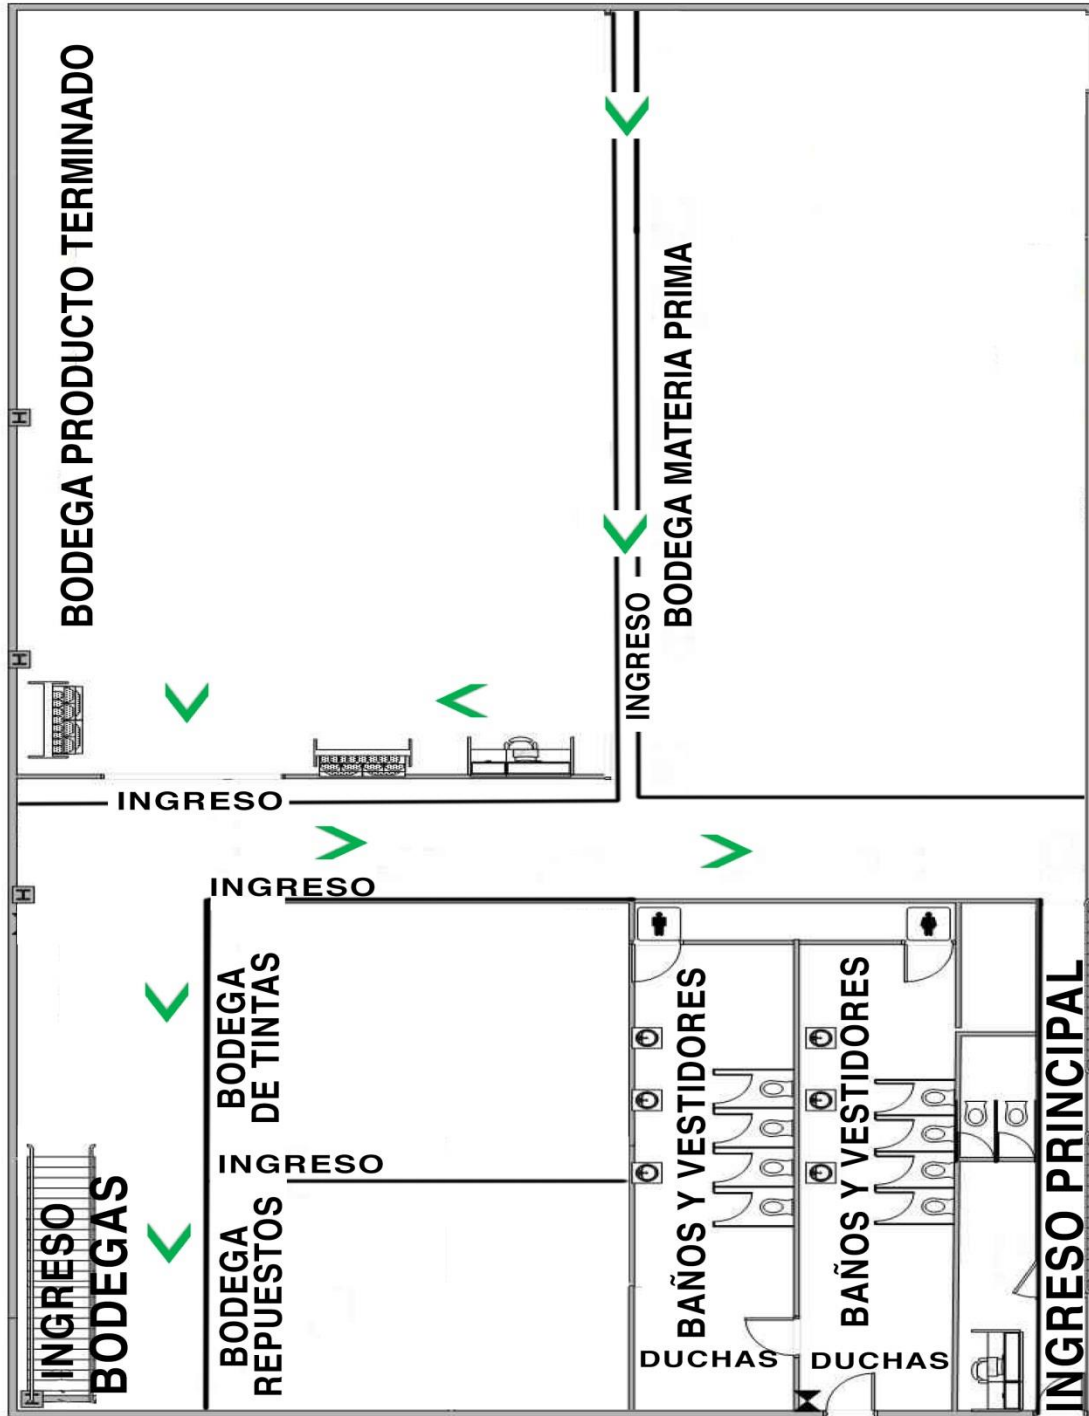 BODEGA PRODUCTO TERMINADO
BODEGA MATERIA PRIMA
INGRESO
INGRESO
INGRESO
BODEGA
DE TINTAS
INGRESO
BODEGA
REPUESTOS
INGRESO
BODEGAS
BAÑOS Y VESTIDORES
BAÑOS Y VESTIDORES
DUCHAS
DUCHAS
INGRESO PRINCIPAL
H
H
H
H